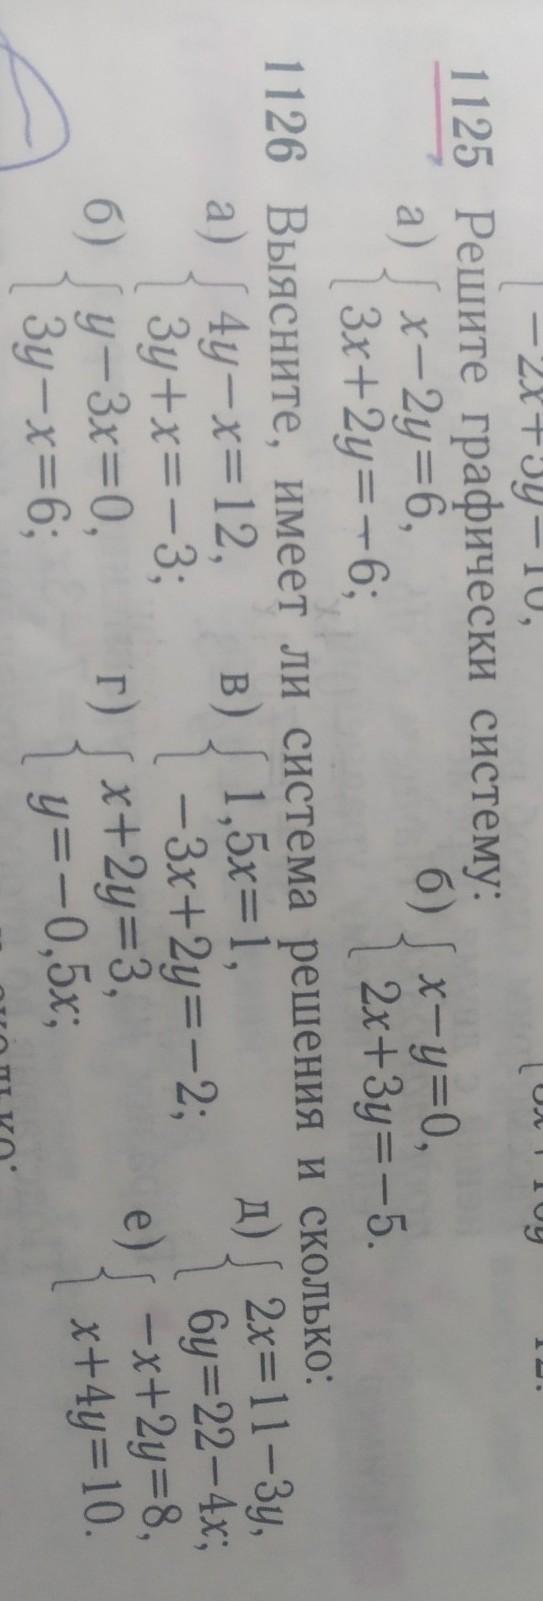 1125 Решите графически систему:
а) { x−2y=6, б) { x−y=0,
3x+2y=−6; 2x+3y=−5.
1126 Выясните, имеет ли система решения и сколько:
а) { 4y−x=12, в) { 1,5x=1, д) { 2x=11−3y,
3y+x=−3; −3x+2y=−2; 6y=22−4x;
б) { y−3x=0, г) { x+2y=3, е) { −x+2y=8,
3y−x=6; y=−0,5x; x+4y=10.